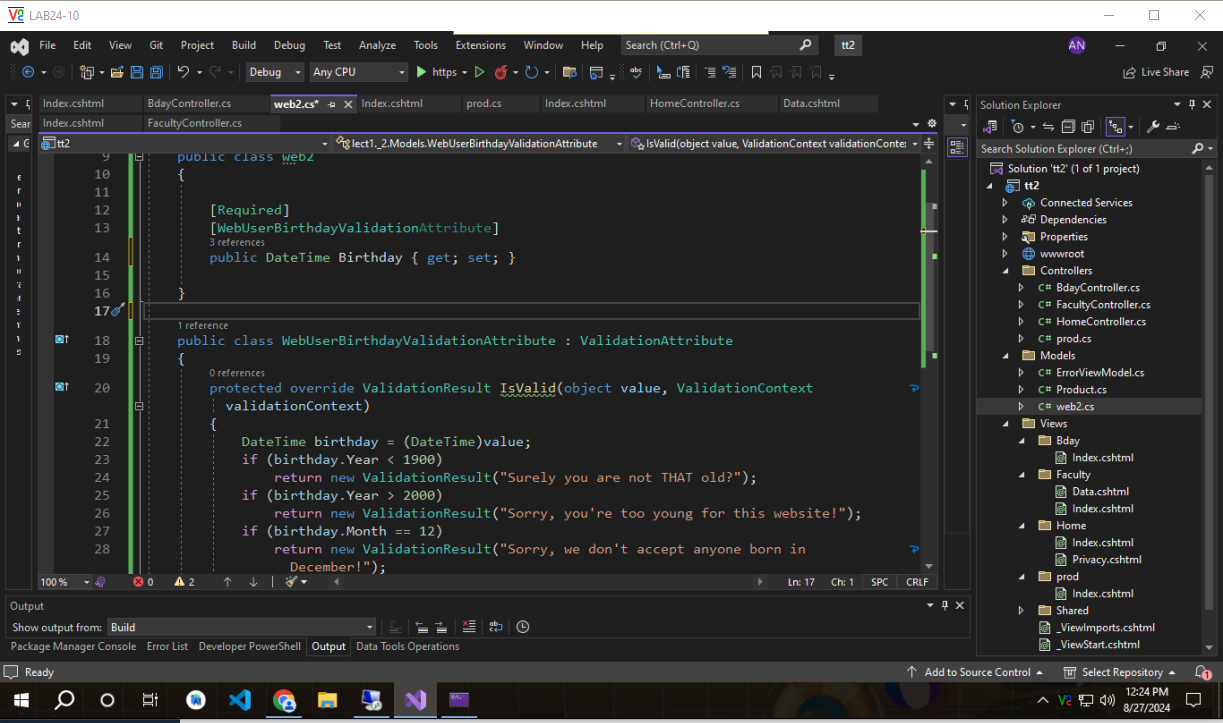 LAB24-10
File Edit View Git Project Build Debug Test Analyze Tools Extensions Window Help Search (Ctrl+Q) tt2 AN
Debug Any CPU https Live Share
Index.cshtml BdayController.cs web2.cs* Index.cshtml prod.cs Index.cshtml HomeController.cs Data.cshtml
Index.cshtml FacultyController.cs
Sear
tt2 lect1._2.Models.WebUserBirthdayValidationAttribute IsValid(object value, ValidationContext validationConte
9 public class web2
10 {
11
12 [Required]
13 [WebUserBirthdayValidationAttribute]
3 references
14 public DateTime Birthday { get; set; }
15
16 }
17
1 reference
18 public class WebUserBirthdayValidationAttribute : ValidationAttribute
19 {
0 references
20 protected override ValidationResult IsValid(object value, ValidationContext
validationContext)
21 {
22 DateTime birthday = (DateTime)value;
23 if (birthday.Year < 1900)
24 return new ValidationResult("Surely you are not THAT old?");
25 if (birthday.Year > 2000)
26 return new ValidationResult("Sorry, you're too young for this website!");
27 if (birthday.Month == 12)
28 return new ValidationResult("Sorry, we don't accept anyone born in
December!");
100 % 0 2 Ln: 17 Ch: 1 SPC CRLF
Output
Show output from: Build
Package Manager Console Error List Developer PowerShell Output Data Tools Operations
Solution Explorer
Search Solution Explorer (Ctrl+;)
Solution 'tt2' (1 of 1 project)
tt2
Connected Services
Dependencies
Properties
wwwroot
Controllers
C# BdayController.cs
C# FacultyController.cs
C# HomeController.cs
C# prod.cs
Models
C# ErrorViewModel.cs
C# Product.cs
C# web2.cs
Views
Bday
Index.cshtml
Faculty
Data.cshtml
Index.cshtml
Home
Index.cshtml
Privacy.cshtml
prod
Index.cshtml
Shared
_ViewImports.cshtml
_ViewStart.cshtml
Ready Add to Source Control Select Repository 1
12:24 PM
8/27/2024